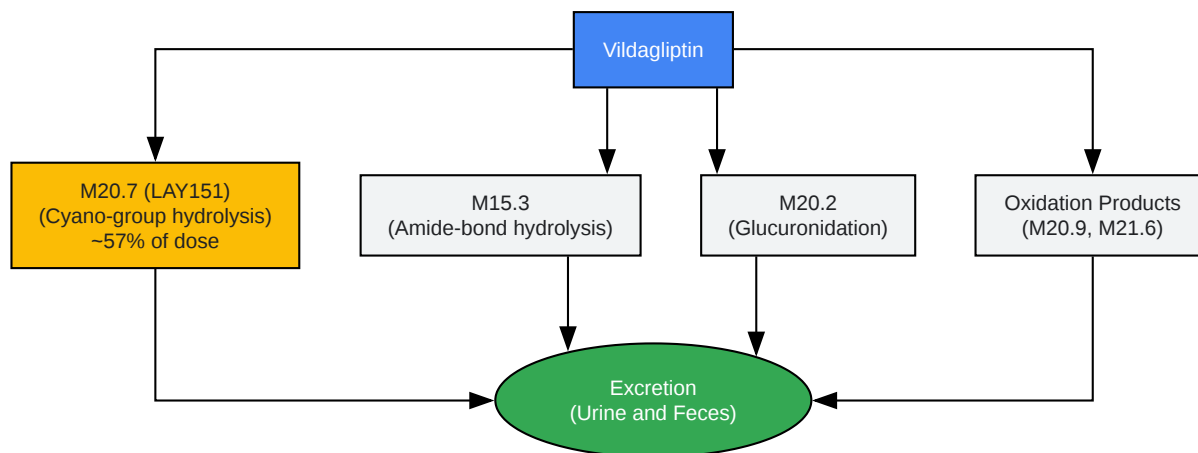 Vildagliptin
M20.7 (LAY151)
(Cyano-group hydrolysis)
~57% of dose
M15.3
(Amide-bond hydrolysis)
M20.2
(Glucuronidation)
Oxidation Products
(M20.9, M21.6)
Excretion
(Urine and Feces)